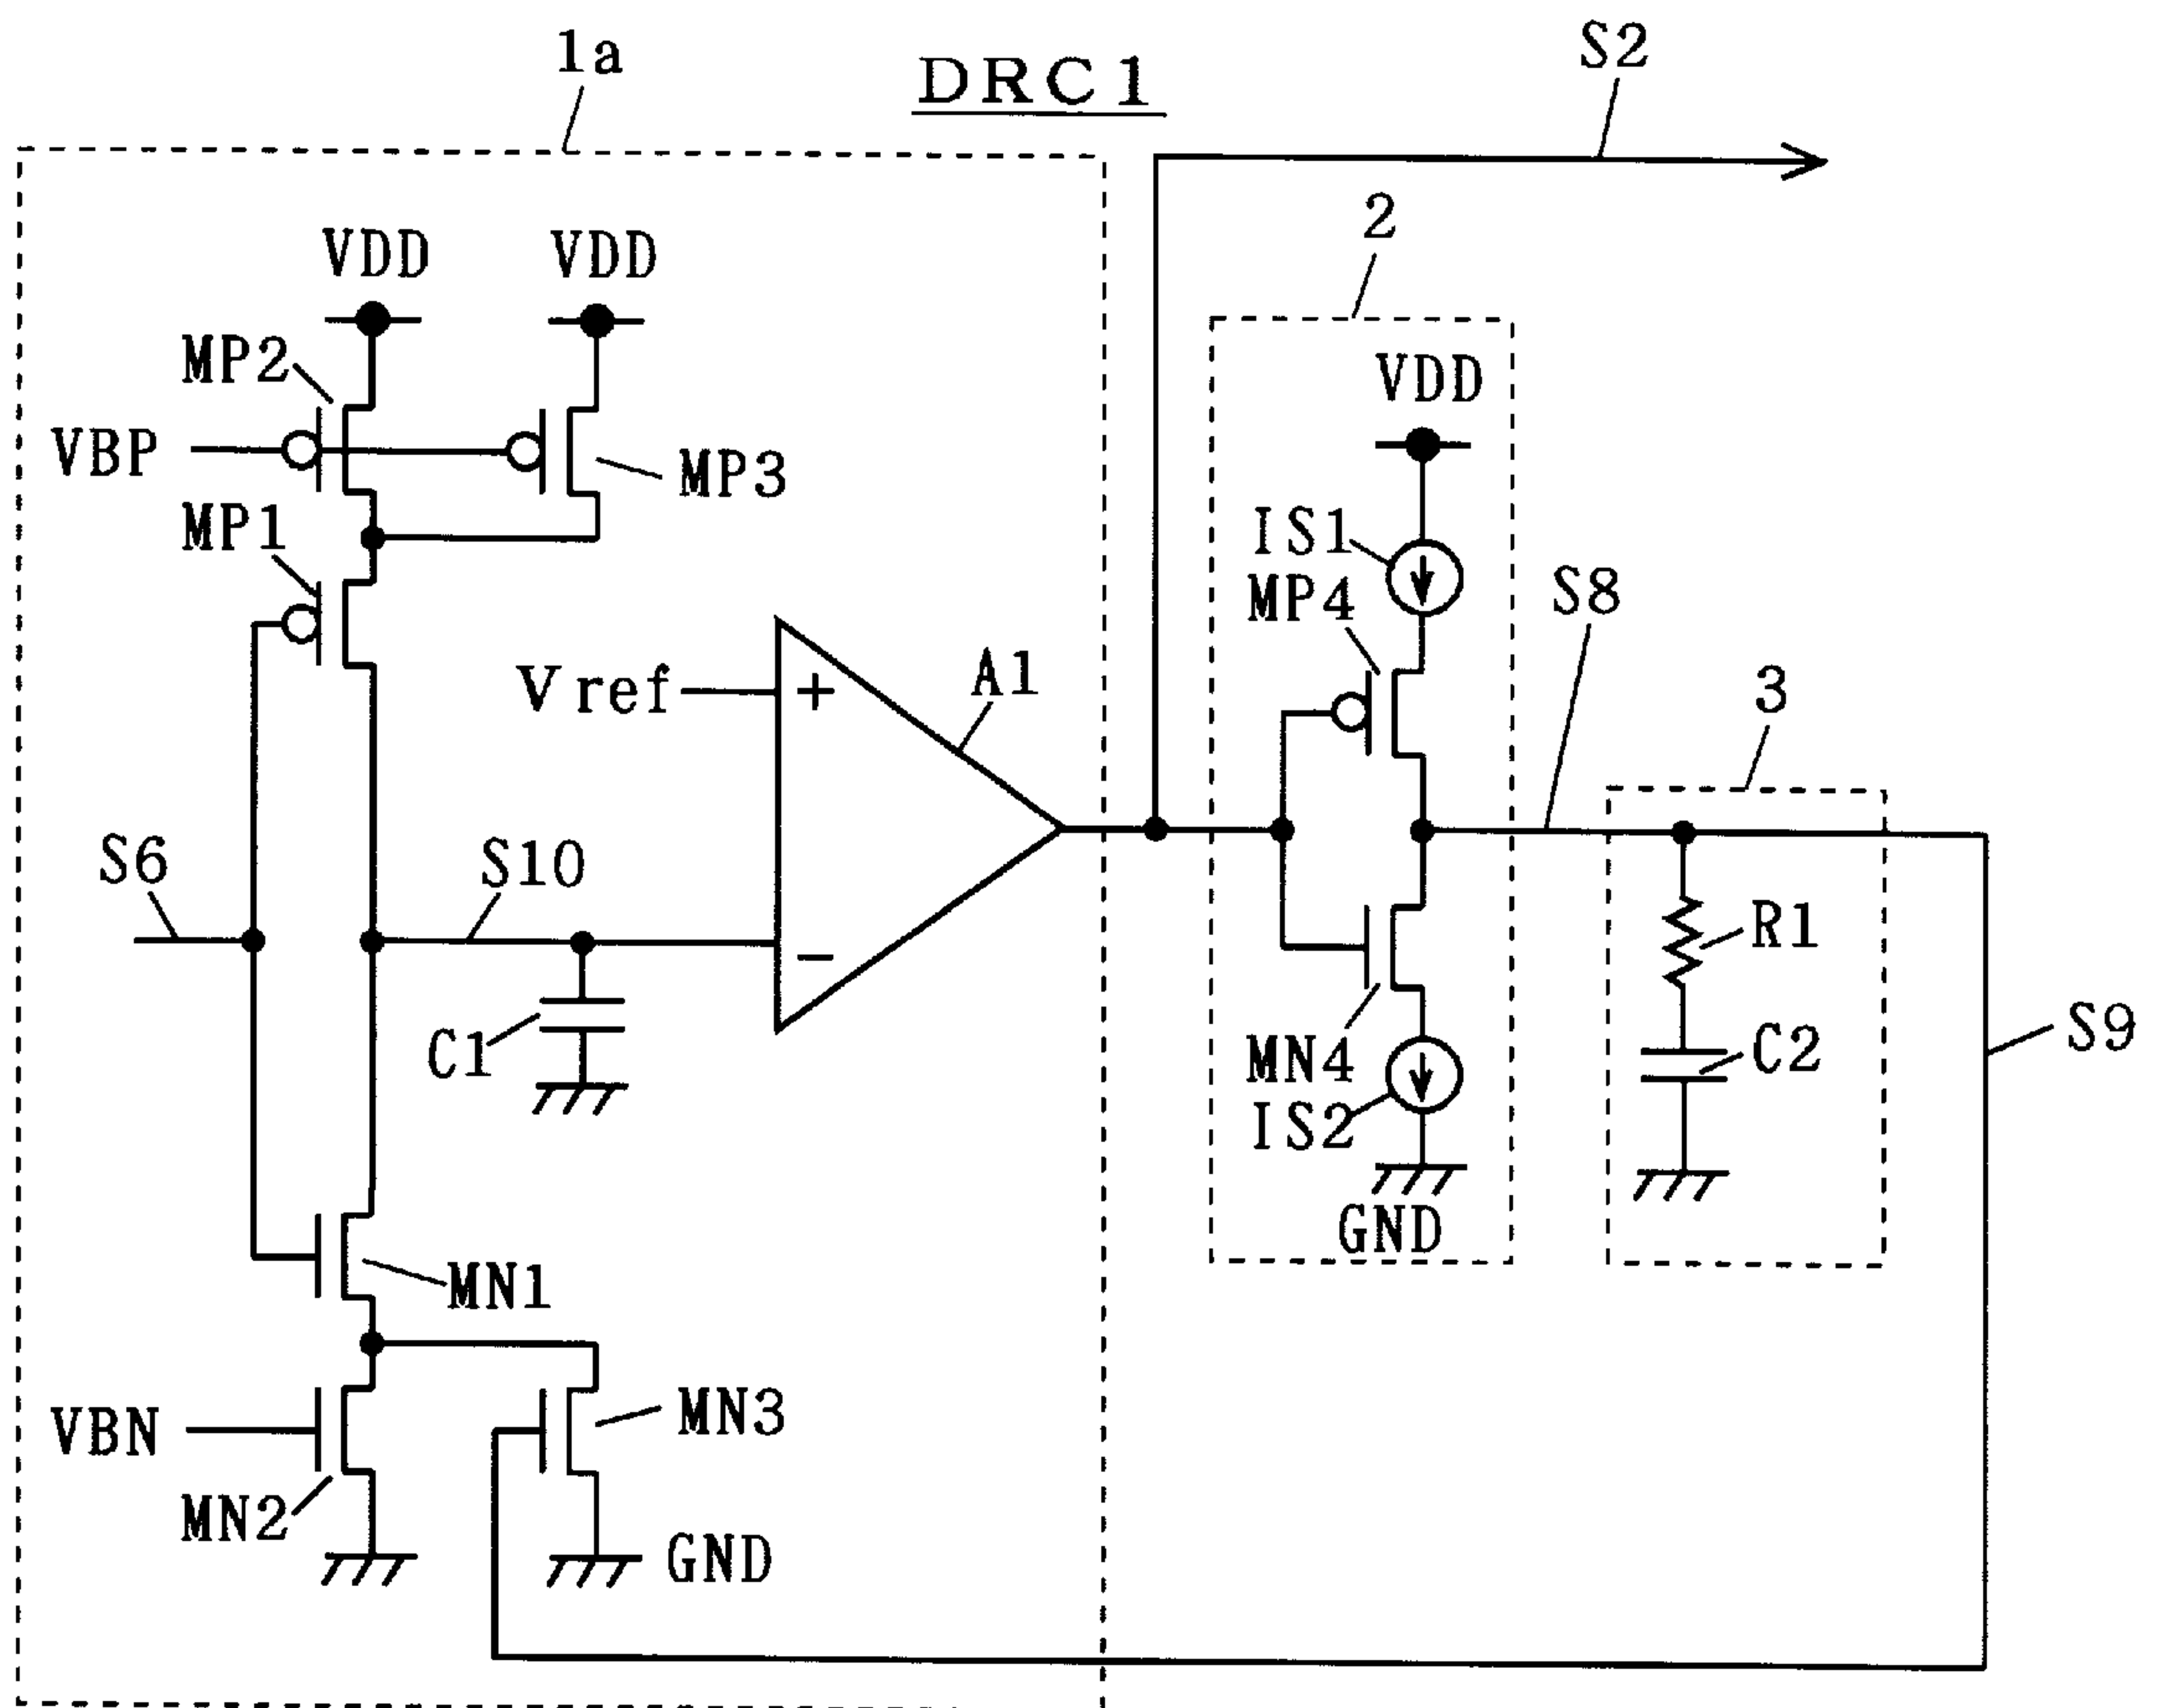 1a
DRC1
S2
2
VDD
VDD
MP2
VDD
VBP
MP3
MP1
IS1
MP4
S8
Vref
+
A1
3
S6
S10
R1
−
C1
MN4
C2
S9
IS2
GND
MN1
VBN
MN3
MN2
GND